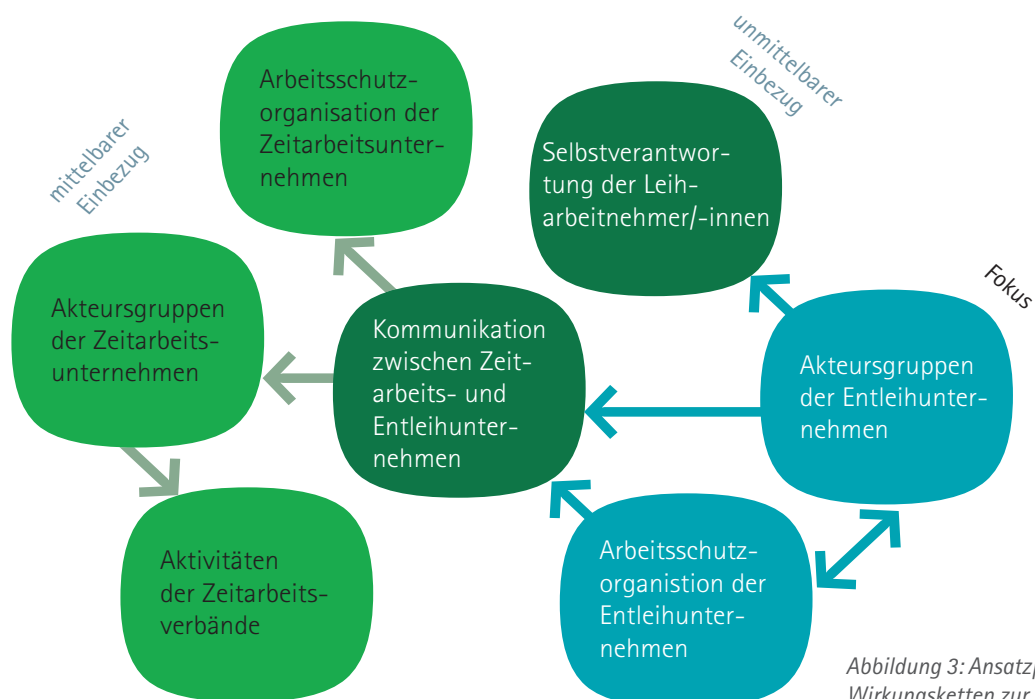 unmittelbarer
Einbezug
mittelbarer
Einbezug
Arbeitsschutz-
organisation der
Zeitarbeitsunter-
nehmen
Selbstverantwor-
tung der Leih-
arbeitnehmer/-innen
Fokus
Akteursgruppen
der Zeitarbeits-
unternehmen
Kommunikation
zwischen Zeit-
arbeits- und
Entleihunter-
nehmen
Akteursgruppen
der Entleihunter-
nehmen
Aktivitäten
der Zeitarbeits-
verbände
Arbeitsschutz-
organistion der
Entleihunter-
nehmen
Abbildung 3: Ansatz
Wirkungsketten zur